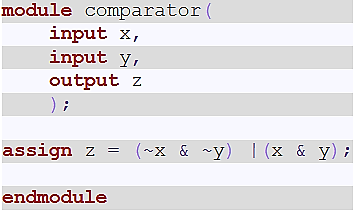 module comparator(
input x,
input y,
output z
);
assign z = (~x & ~y) |(x & y);
endmodule